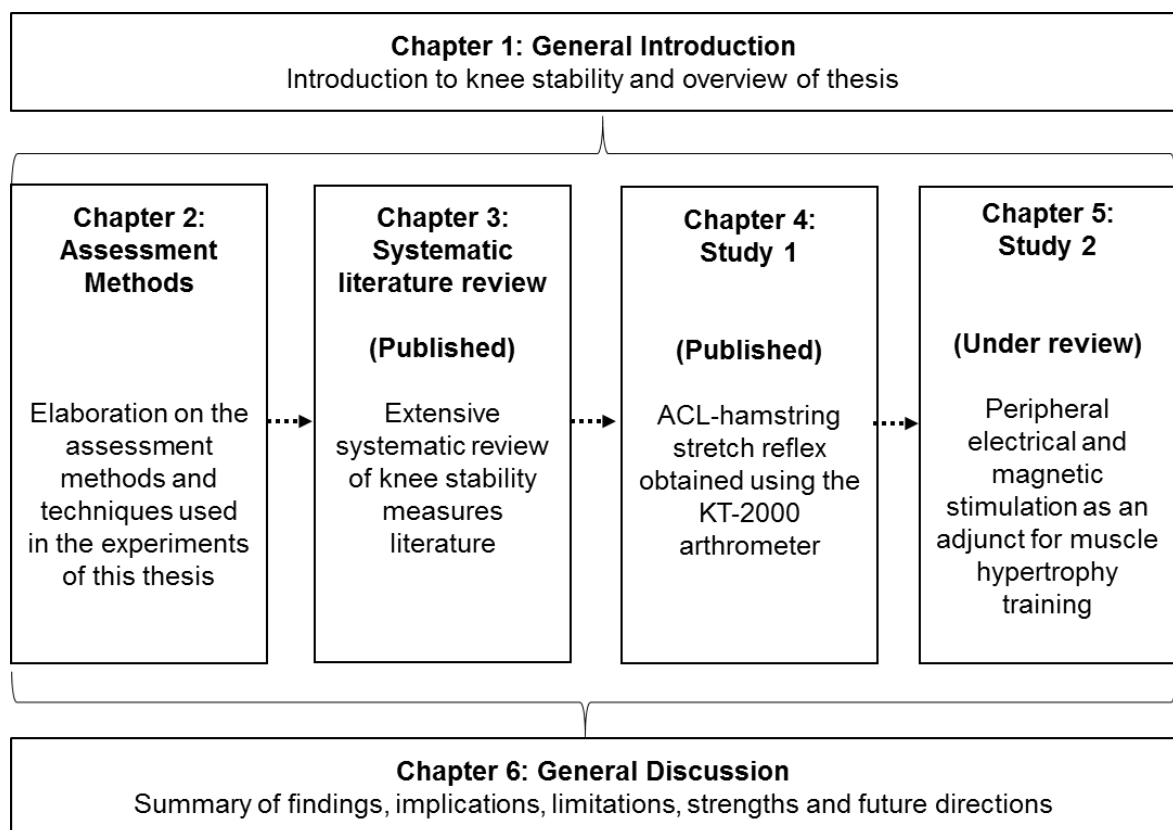 Chapter 1: General Introduction
Introduction to knee stability and overview of thesis
Chapter 2:
Assessment
Methods
Elaboration on the
assessment
methods and
techniques used
in the experiments
of this thesis
Chapter 3:
Systematic
literature review
(Published)
Extensive
systematic review
of knee stability
measures
literature
Chapter 4:
Study 1
(Published)
ACL-hamstring
stretch reflex
obtained using the
KT-2000
arthrometer
Chapter 5:
Study 2
(Under review)
Peripheral
electrical and
magnetic
stimulation as an
adjunct for muscle
hypertrophy
training
Chapter 6: General Discussion
Summary of findings, implications, limitations, strengths and future directions